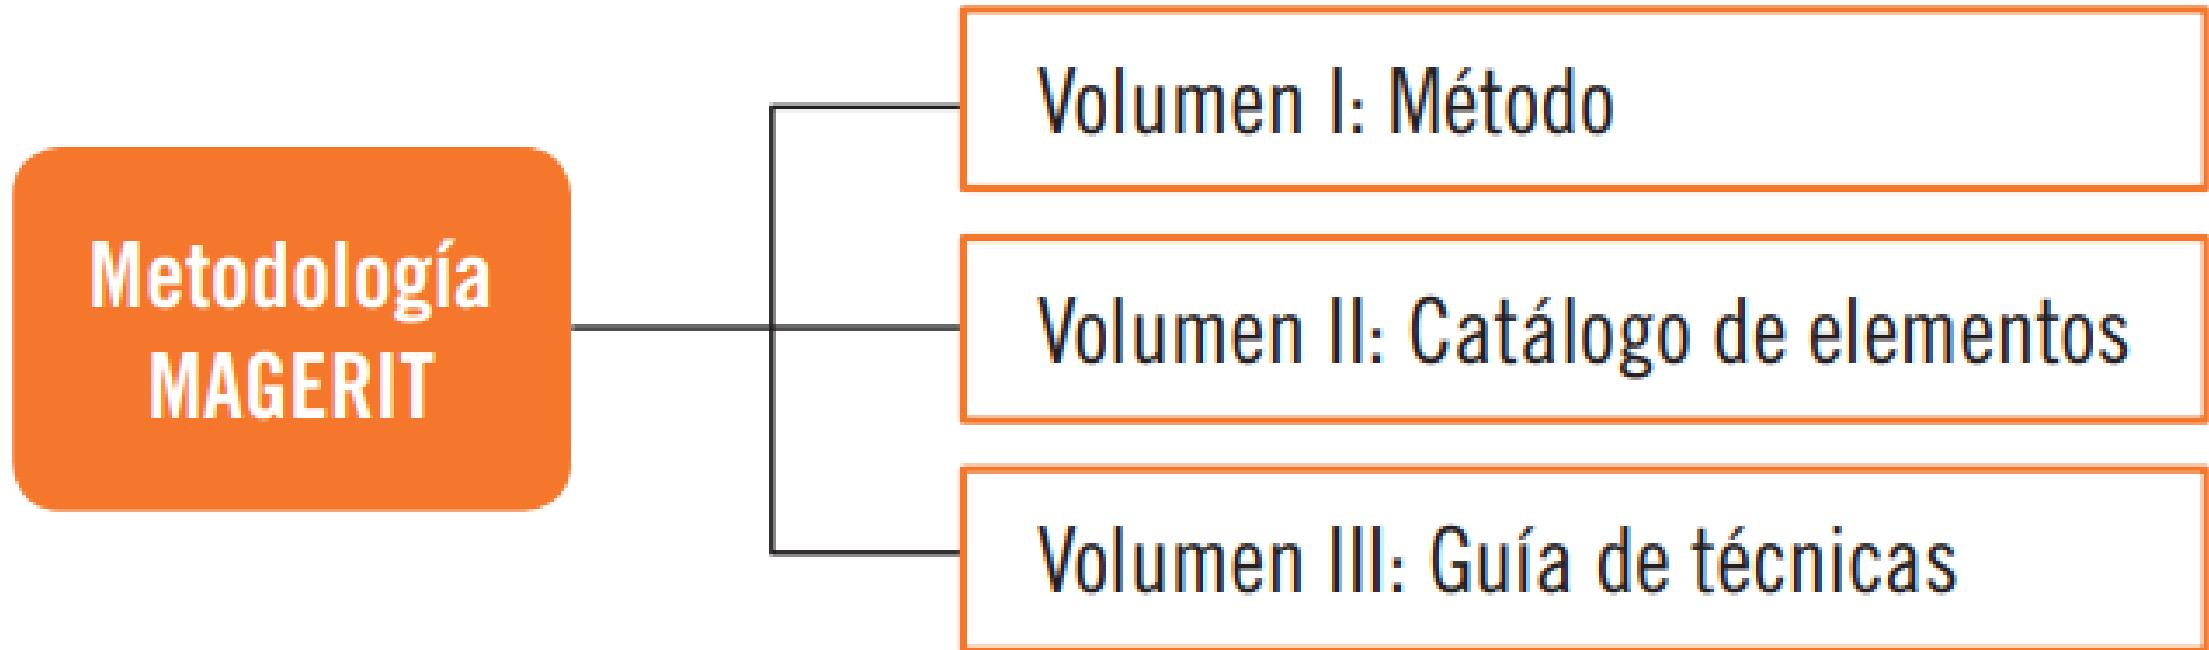 Metodología
MAGERIT
Volumen I: Método
Volumen II: Catálogo de elementos
Volumen III: Guía de técnicas